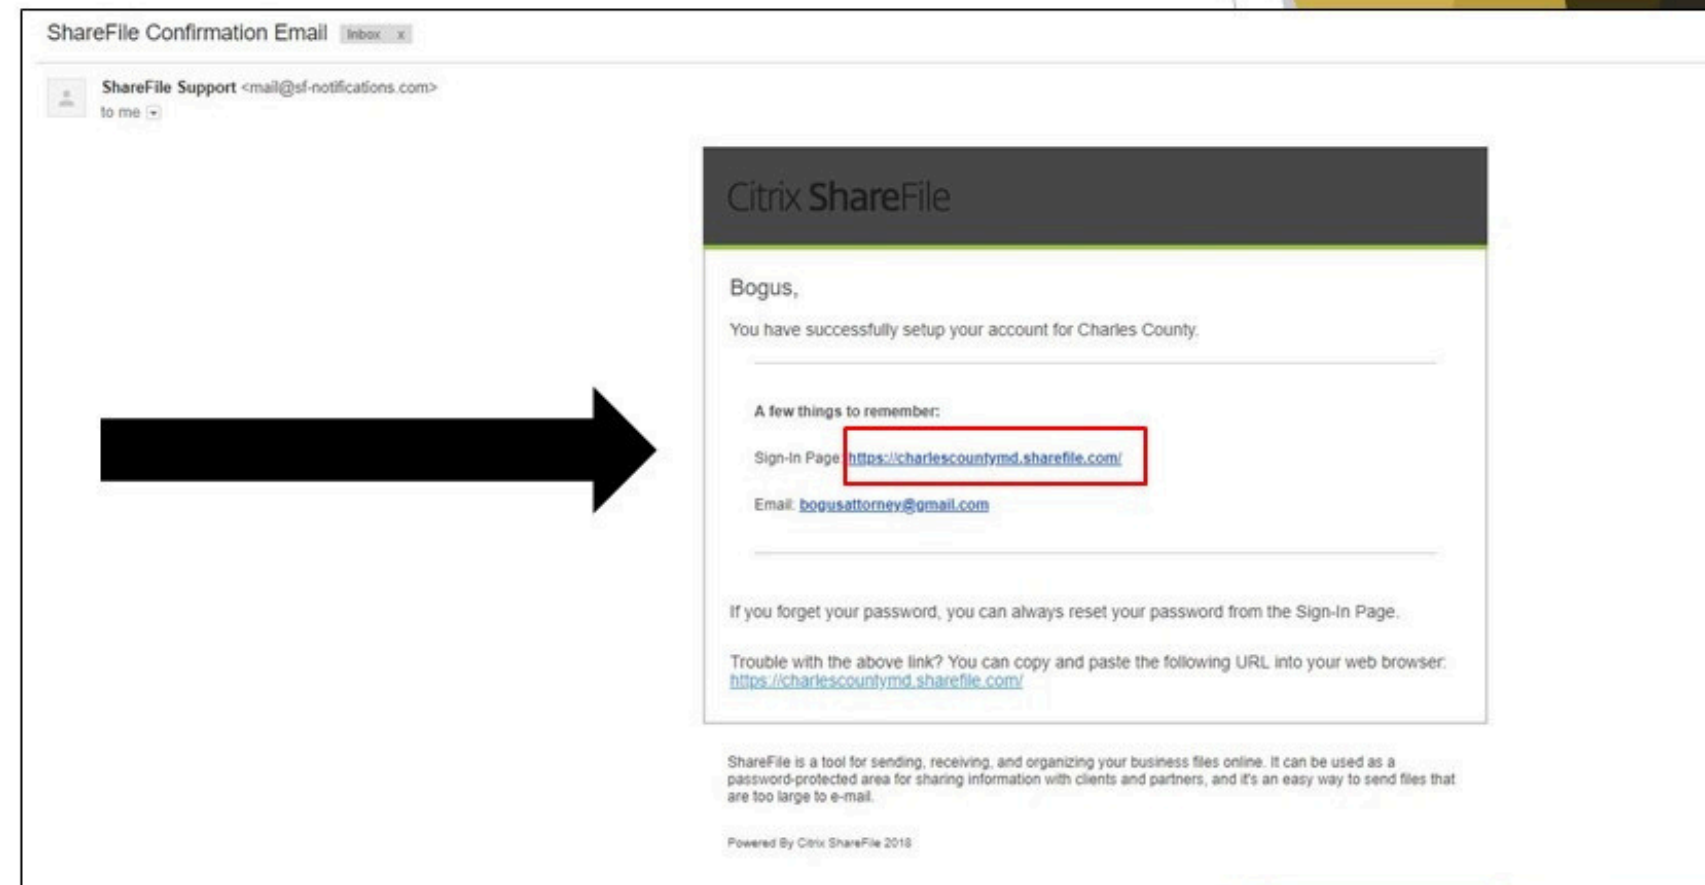 ShareFile Confirmation Email Inbox x
ShareFile Support <mail@sf-notifications.com>
to me
Citrix ShareFile
Bogus,
You have successfully setup your account for Charles County.
A few things to remember:
Sign-In Page: https://charlescountymd.sharefile.com/
Email: bogusattorney@gmail.com
If you forget your password, you can always reset your password from the Sign-In Page.
Trouble with the above link? You can copy and paste the following URL into your web browser:
https://charlescountymd.sharefile.com/
ShareFile is a tool for sending, receiving, and organizing your business files online. It can be used as a
password-protected area for sharing information with clients and partners, and it's an easy way to send files that
are too large to e-mail.
Powered By Citrix ShareFile 2018